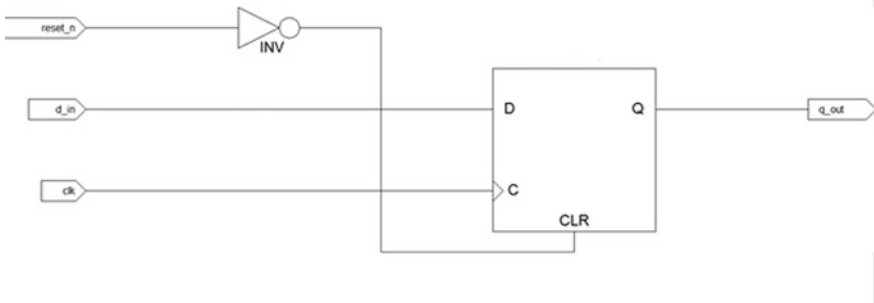 reset_n
INV
d_in
D
Q
q_out
clk
C
CLR